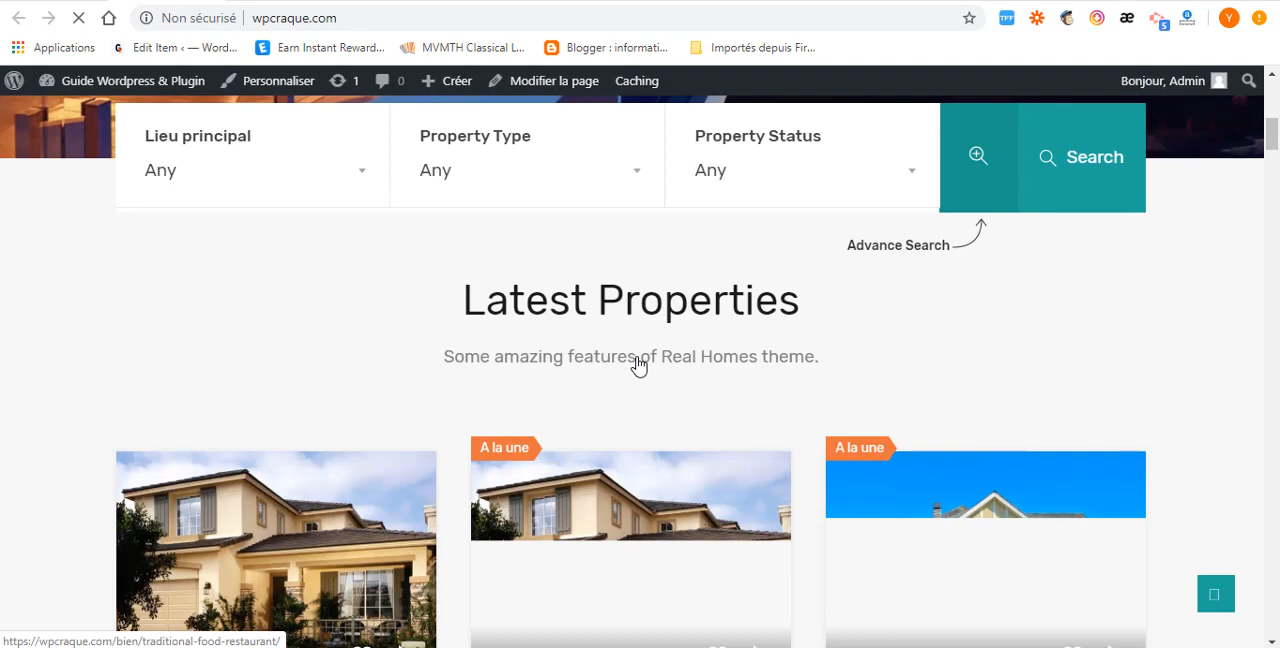 Non sécurisé wpcraque.com
Applications Edit Item ‹ — Word... Earn Instant Reward... MVMTH Classical L... Blogger : informati... Importés depuis Fir...
Guide Wordpress & Plugin Personnaliser 1 0 Créer Modifier la page Caching Bonjour, Admin
Lieu principal Property Type Property Status
Any Any Any Search
Advance Search
Latest Properties
Some amazing features of Real Homes theme.
A la une A la une
https://wpcraque.com/bien/traditional-food-restaurant/